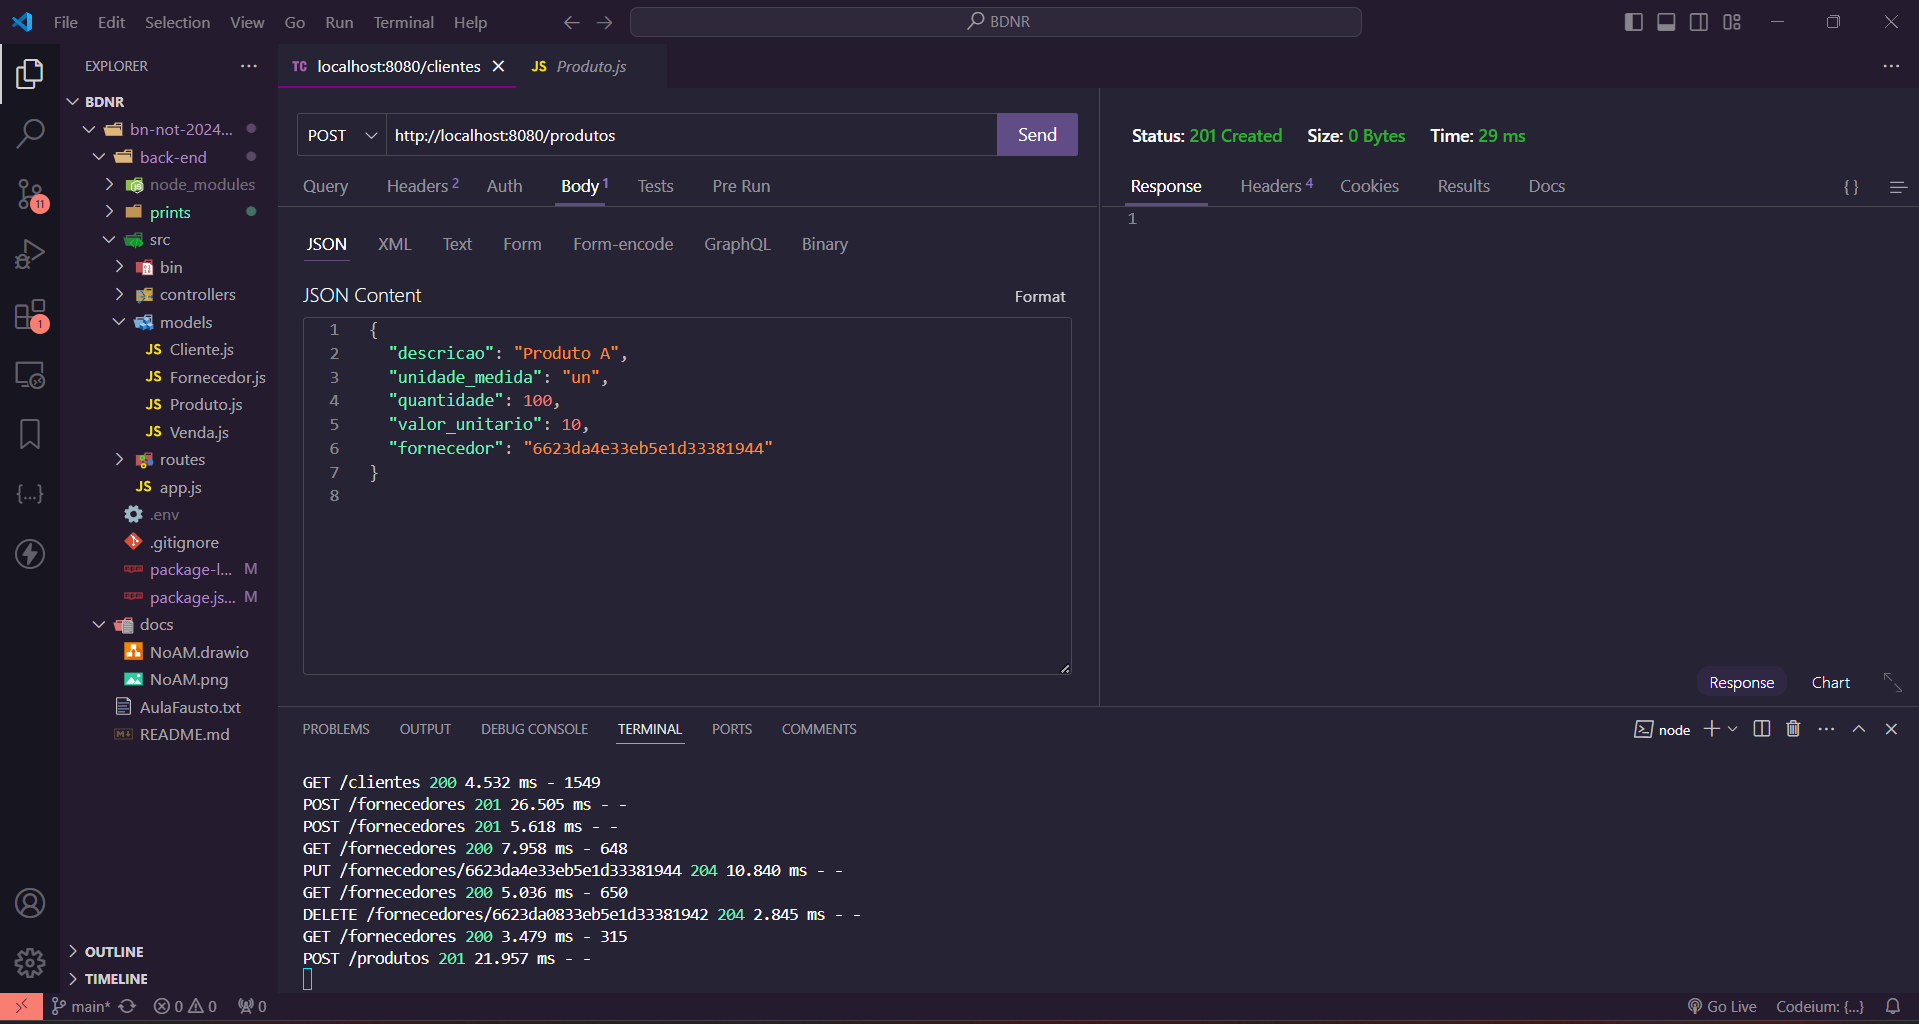 File Edit Selection View Go Run Terminal Help
BDNR
EXPLORER
BDNR
bn-not-2024...
back-end
node_modules
prints
src
bin
controllers
models
JS Cliente.js
JS Fornecedor.js
JS Produto.js
JS Venda.js
routes
JS app.js
.env
.gitignore
package-l... M
package.js... M
docs
NoAM.drawio
NoAM.png
AulaFausto.txt
README.md
OUTLINE
TIMELINE
11
1
TC localhost:8080/clientes
JS Produto.js
POST http://localhost:8080/produtos Send
Query Headers 2 Auth Body 1 Tests Pre Run
JSON XML Text Form Form-encode GraphQL Binary
JSON Content Format
1 {
2 "descricao": "Produto A",
3 "unidade_medida": "un",
4 "quantidade": 100,
5 "valor_unitario": 10,
6 "fornecedor": "6623da4e33eb5e1d33381944"
7 }
8
Status: 201 Created Size: 0 Bytes Time: 29 ms
Response Headers 4 Cookies Results Docs { }
1
Response Chart
PROBLEMS OUTPUT DEBUG CONSOLE TERMINAL PORTS COMMENTS
node
GET /clientes 200 4.532 ms - 1549
POST /fornecedores 201 26.505 ms - -
POST /fornecedores 201 5.618 ms - -
GET /fornecedores 200 7.958 ms - 648
PUT /fornecedores/6623da4e33eb5e1d33381944 204 10.840 ms - -
GET /fornecedores 200 5.036 ms - 650
DELETE /fornecedores/6623da0833eb5e1d33381942 204 2.845 ms - -
GET /fornecedores 200 3.479 ms - 315
POST /produtos 201 21.957 ms - -
main* 0 0 0
Go Live Codeium: {...}